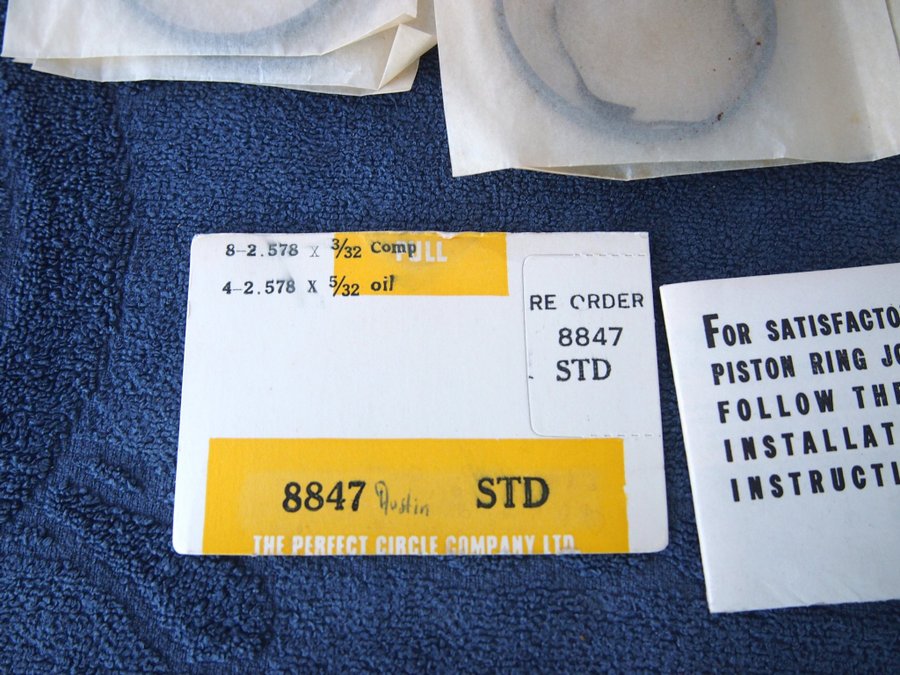 8-2.578 X 3/32 Comp
FULL
4-2.578 X 5/32 oil
RE ORDER
8847
STD
8847 Austin STD
THE PERFECT CIRCLE COMPANY LTD.
FOR SATISFACTO
PISTON RING JO
FOLLOW THE
INSTALLAT
INSTRUCTI